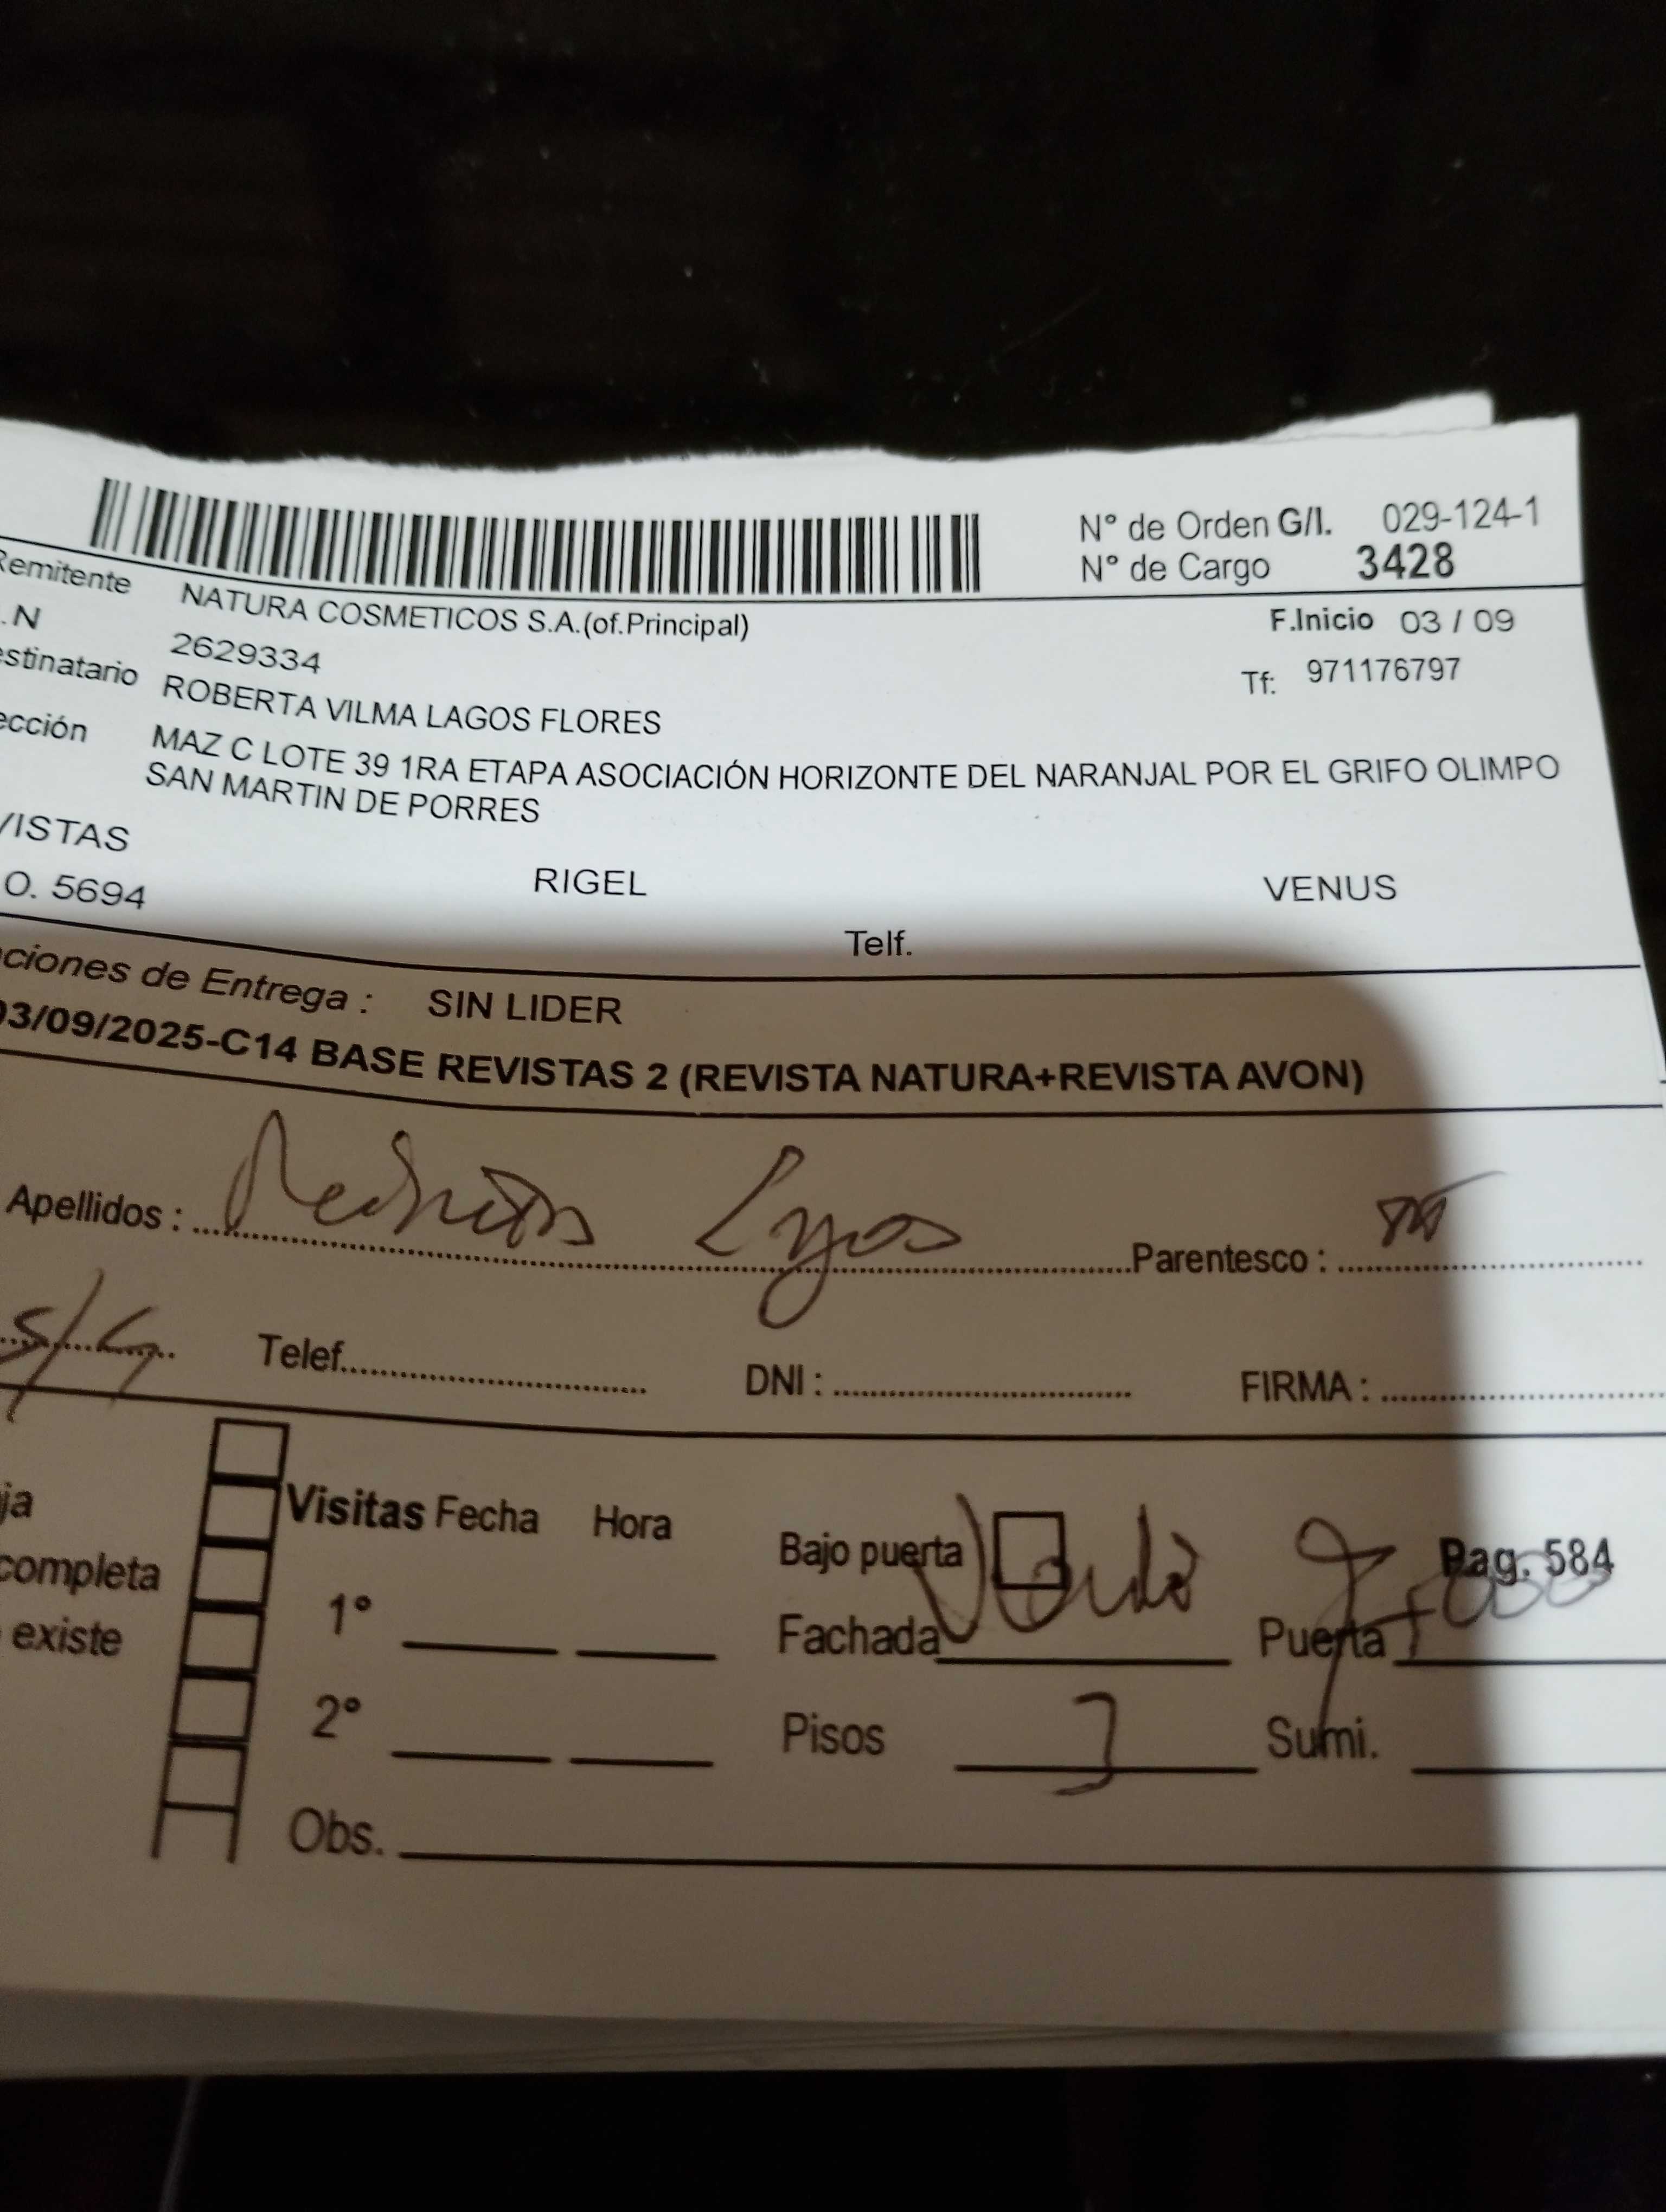 N° de Orden G/I. 029-124-1
N° de Cargo 3428
Remitente NATURA COSMETICOS S.A.(of.Principal) F.Inicio 03 / 09
.N 2629334 Tf: 971176797
estinatario ROBERTA VILMA LAGOS FLORES
ección MAZ C LOTE 39 1RA ETAPA ASOCIACIÓN HORIZONTE DEL NARANJAL POR EL GRIFO OLIMPO
SAN MARTIN DE PORRES
VISTAS
O. 5694 RIGEL VENUS
Telf.
ciones de Entrega : SIN LIDER
03/09/2025-C14 BASE REVISTAS 2 (REVISTA NATURA+REVISTA AVON)
Apellidos : Parentesco :
Telef. DNI : FIRMA :
ja Visitas Fecha Hora Bajo puerta Pag. 584
completa
existe 1° Fachada Puerta
2° Pisos 3 Sumi.
Obs.